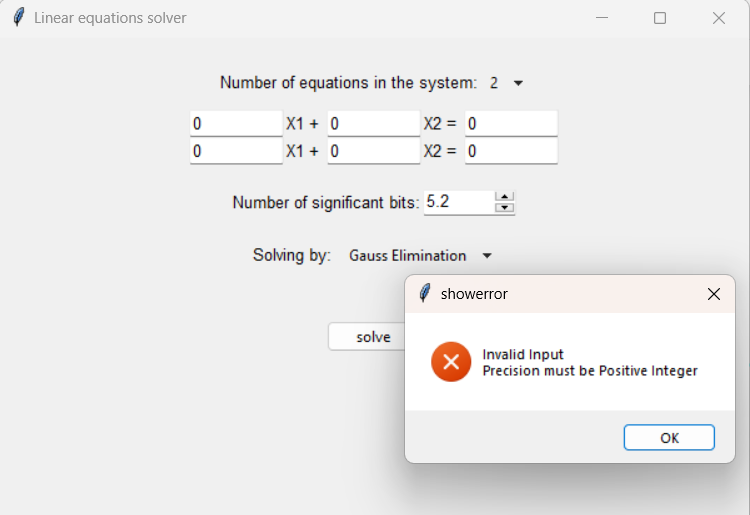 Linear equations solver
Number of equations in the system: 2
0 X1 + 0 X2 = 0
0 X1 + 0 X2 = 0
Number of significant bits: 5.2
Solving by: Gauss Elimination
solve
showerror
Invalid Input
Precision must be Positive Integer
OK